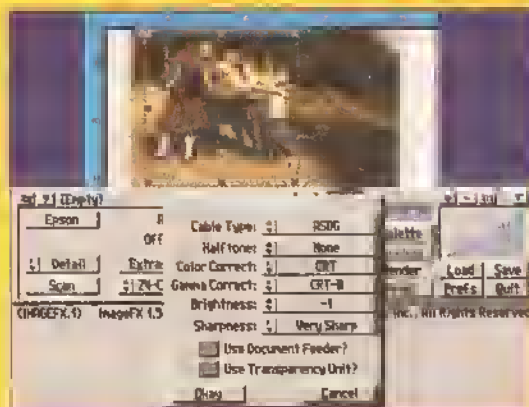 (Empty)
Epson
Off
Detail
Extra
Scan
(IMAGEFX.1) ImageFX 1.5
Cable Type: ASDG
Halftone: None
Color Correct: CRT
Gamma Correct: CRT-B
Brightness: -1
Sharpness: Very Sharp
Use Document Feeder?
Use Transparency Unit?
Okay Cancel
Load Save
Prefs Quit
Inc., All Rights Reserved